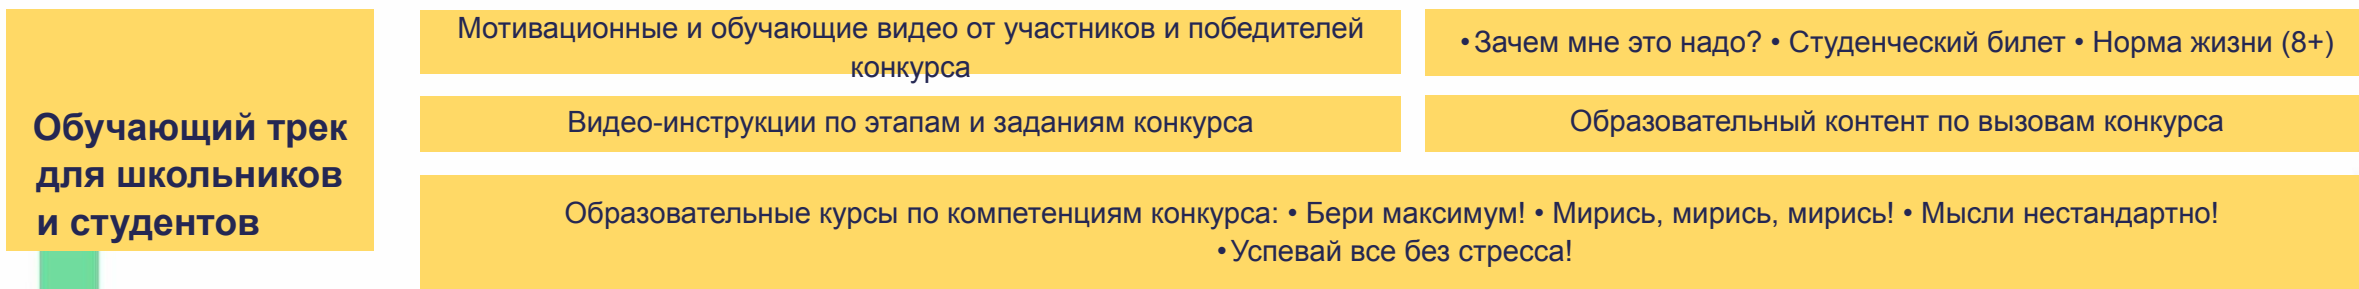 Обучающий трек
для школьников
и студентов
Мотивационные и обучающие видео от участников и победителей
конкурса
• Зачем мне это надо? • Студенческий билет • Норма жизни (8+)
Видео-инструкции по этапам и заданиям конкурса
Образовательный контент по вызовам конкурса
Образовательные курсы по компетенциям конкурса: • Бери максимум! • Мирись, мирись, мирись! • Мысли нестандартно!
• Успевай все без стресса!